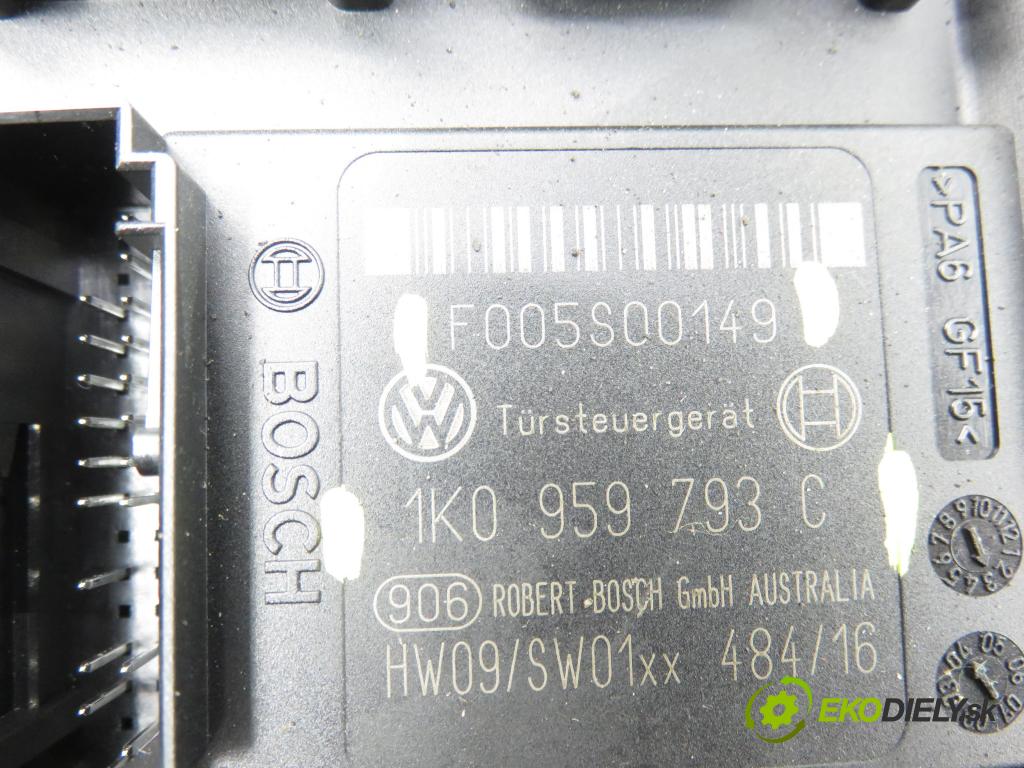 F005S00149
VW Türsteuergerät
1K0 959 793 C
906 ROBERT BOSCH GmbH AUSTRALIA
HW09/SW01xx 484/16
BOSCH
>PA6 GF15<
EKODIELY.sk